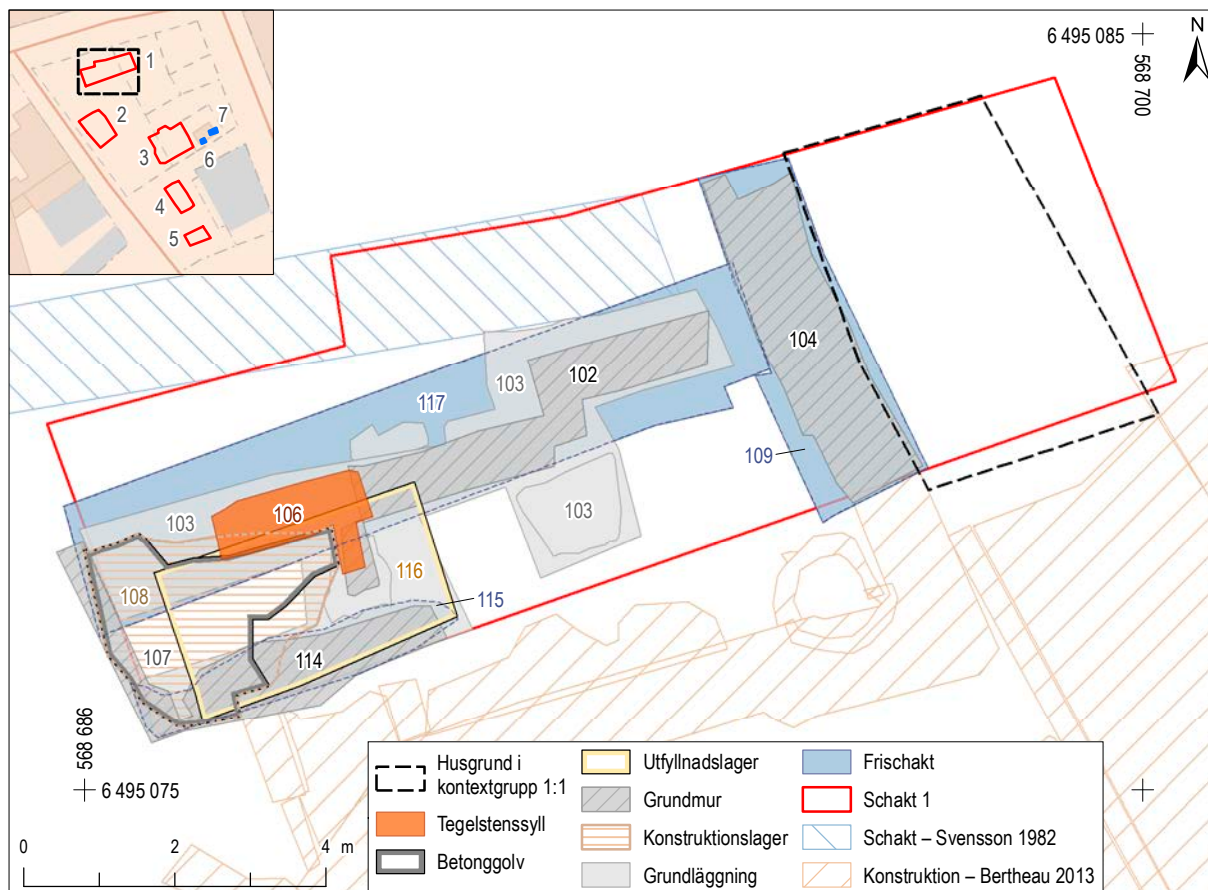 1
2
7
3
6
4
5
6 495 085
568 700
N
104
102
103
117
109
103
106
103
116
108
115
107
114
568 686
6 495 075
0 2 4 m
Husgrund i
kontextgrupp 1:1
Tegelstenssyll
Betonggolv
Utfyllnadslager
Grundmur
Konstruktionslager
Grundläggning
Frischakt
Schakt 1
Schakt – Svensson 1982
Konstruktion – Bertheau 2013